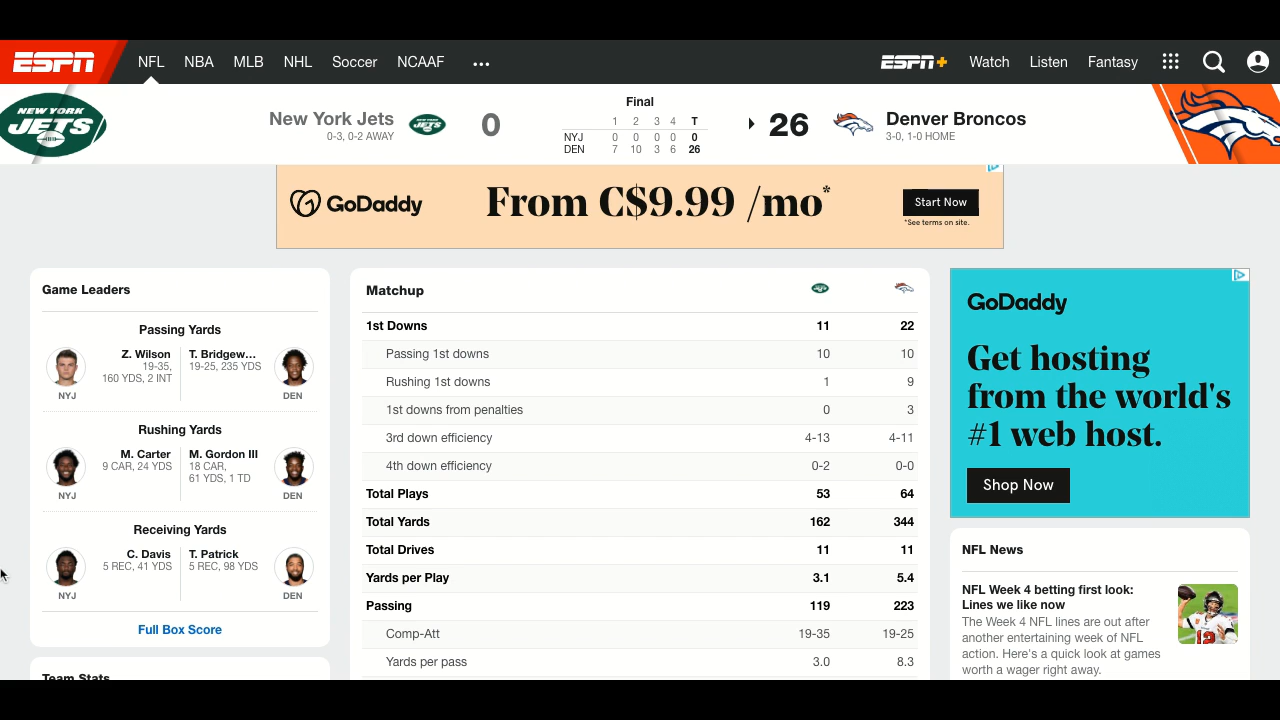 ESPN NFL NBA MLB NHL Soccer NCAAF ... ESPN+ Watch Listen Fantasy
NEW YORK
JETS
New York Jets
0-3, 0-2 AWAY
0
Final
1 2 3 4 T
NYJ 0 0 0 0 0
DEN 7 10 3 6 26
26
Denver Broncos
3-0, 1-0 HOME
GoDaddy
From C$9.99 /mo*
Start Now
*See terms on site.
Game Leaders
Passing Yards
Z. Wilson
19-35,
160 YDS, 2 INT
NYJ
T. Bridgew...
19-25, 235 YDS
DEN
Rushing Yards
M. Carter
9 CAR, 24 YDS
NYJ
M. Gordon III
18 CAR,
61 YDS, 1 TD
DEN
Receiving Yards
C. Davis
5 REC, 41 YDS
NYJ
T. Patrick
5 REC, 98 YDS
DEN
Full Box Score
Team Stats
Matchup
1st Downs 11 22
Passing 1st downs 10 10
Rushing 1st downs 1 9
1st downs from penalties 0 3
3rd down efficiency 4-13 4-11
4th down efficiency 0-2 0-0
Total Plays 53 64
Total Yards 162 344
Total Drives 11 11
Yards per Play 3.1 5.4
Passing 119 223
Comp-Att 19-35 19-25
Yards per pass 3.0 8.3
GoDaddy
Get hosting
from the world's
#1 web host.
Shop Now
NFL News
NFL Week 4 betting first look:
Lines we like now
The Week 4 NFL lines are out after
another entertaining week of NFL
action. Here's a quick look at games
worth a wager right away.